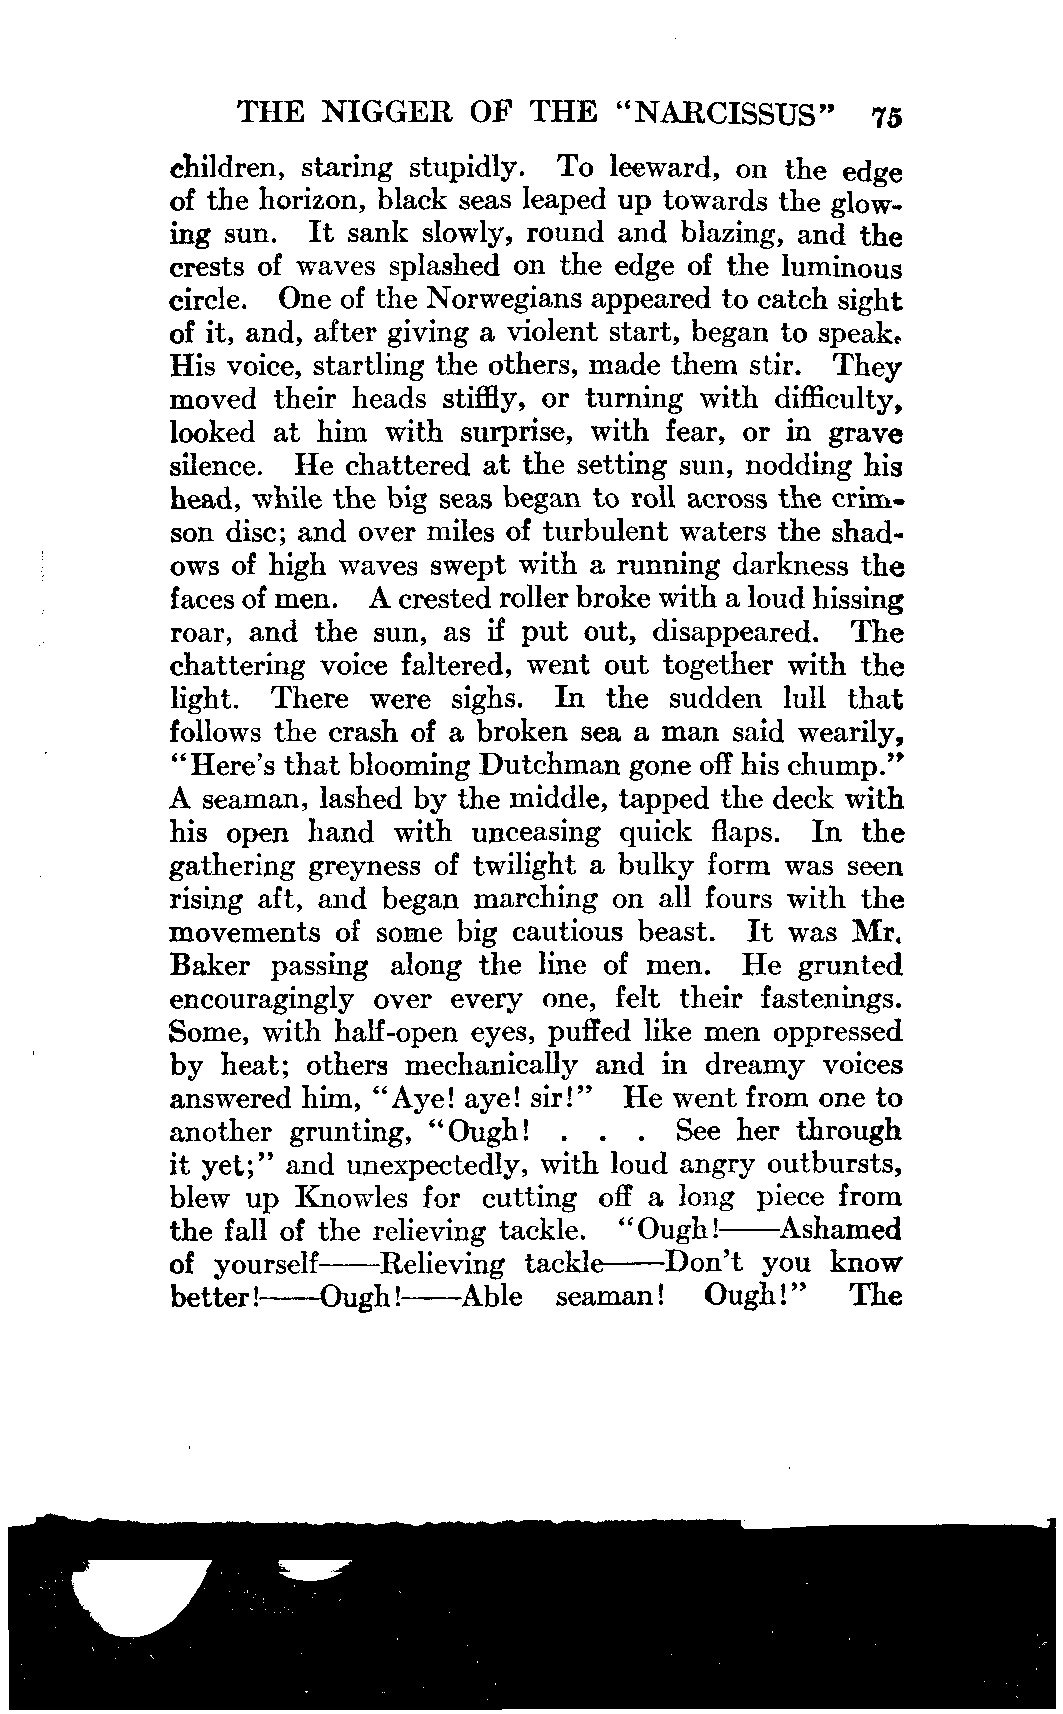 THE NIGGER OF THE "NARCISSUS" 75
children, staring stupidly. To leeward, on the edge
of the horizon, black seas leaped up towards the glow-
ing sun. It sank slowly, round and blazing, and the
crests of waves splashed on the edge of the luminous
circle. One of the Norwegians appeared to catch sight
of it, and, after giving a violent start, began to speak.
His voice, startling the others, made them stir. They
moved their heads stiffly, or turning with difficulty,
looked at him with surprise, with fear, or in grave
silence. He chattered at the setting sun, nodding his
head, while the big seas began to roll across the crim-
son disc; and over miles of turbulent waters the shad-
ows of high waves swept with a running darkness the
faces of men. A crested roller broke with a loud hissing
roar, and the sun, as if put out, disappeared. The
chattering voice faltered, went out together with the
light. There were sighs. In the sudden lull that
follows the crash of a broken sea a man said wearily,
"Here's that blooming Dutchman gone off his chump."
A seaman, lashed by the middle, tapped the deck with
his open hand with unceasing quick flaps. In the
gathering greyness of twilight a bulky form was seen
rising aft, and began marching on all fours with the
movements of some big cautious beast. It was Mr.
Baker passing along the line of men. He grunted
encouragingly over every one, felt their fastenings.
Some, with half-open eyes, puffed like men oppressed
by heat; others mechanically and in dreamy voices
answered him, "Aye! aye! sir!" He went from one to
another grunting, "Ough! . . . See her through
it yet;" and unexpectedly, with loud angry outbursts,
blew up Knowles for cutting off a long piece from
the fall of the relieving tackle. "Ough!——Ashamed
of yourself——Relieving tackle——Don't you know
better!——Ough!——Able seaman! Ough!" The